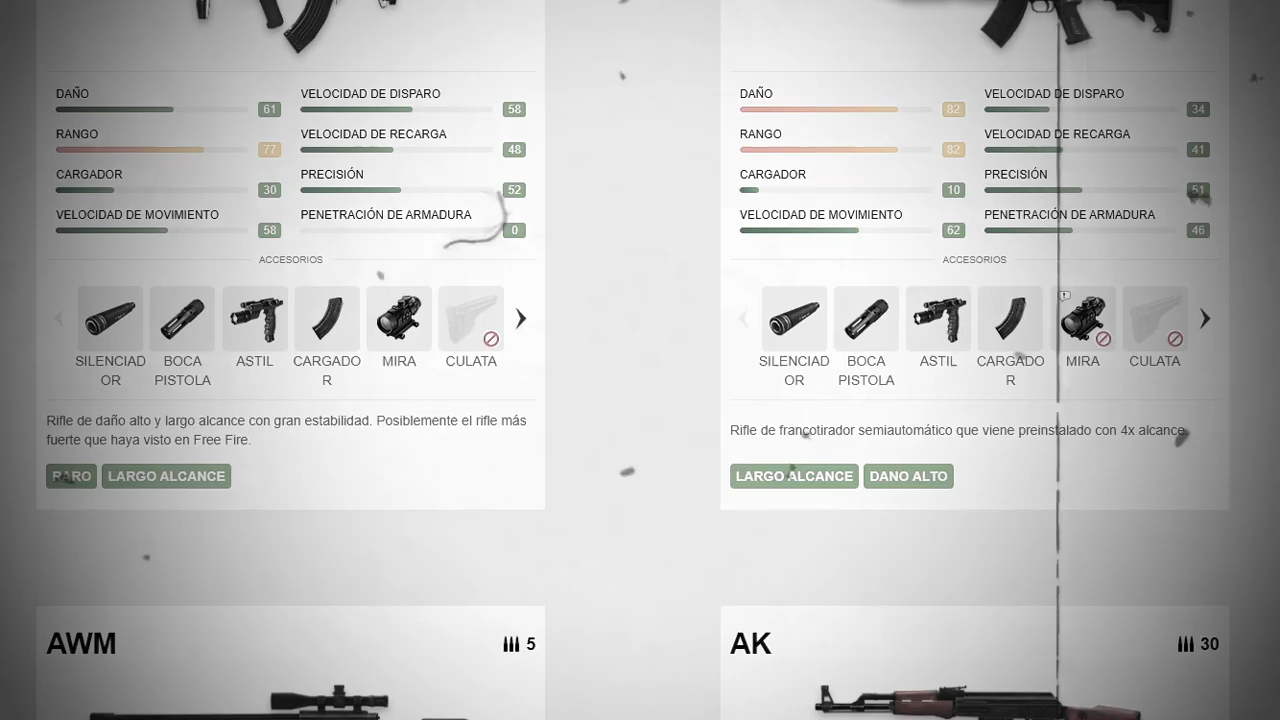 DAÑO
61
VELOCIDAD DE DISPARO
58
RANGO
77
VELOCIDAD DE RECARGA
48
CARGADOR
30
PRECISIÓN
52
VELOCIDAD DE MOVIMIENTO
58
PENETRACIÓN DE ARMADURA
0
ACCESORIOS
SILENCIAD
OR
BOCA
PISTOLA
ASTIL
CARGADO
R
MIRA
CULATA
Rifle de daño alto y largo alcance con gran estabilidad. Posiblemente el rifle más
fuerte que haya visto en Free Fire.
RARO
LARGO ALCANCE
DAÑO
82
VELOCIDAD DE DISPARO
34
RANGO
82
VELOCIDAD DE RECARGA
41
CARGADOR
10
PRECISIÓN
51
VELOCIDAD DE MOVIMIENTO
62
PENETRACIÓN DE ARMADURA
46
ACCESORIOS
SILENCIAD
OR
BOCA
PISTOLA
ASTIL
CARGADO
R
MIRA
CULATA
Rifle de francotirador semiautomático que viene preinstalado con 4x alcance.
LARGO ALCANCE
DANO ALTO
AWM
5
AK
30